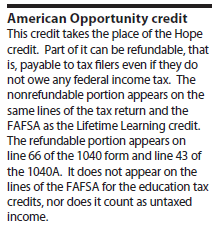 American Opportunity credit
This credit takes the place of the Hope
credit.  Part of it can be refundable, that
is, payable to tax filers even if they do
not owe any federal income tax.  The
nonrefundable portion appears on the
same lines of the tax return and the
FAFSA as the Lifetime Learning credit.
The refundable portion appears on
line 66 of the 1040 form and line 43 of
the 1040A.  It does not appear on the
lines of the FAFSA for the education tax
credits, nor does it count as untaxed
income.